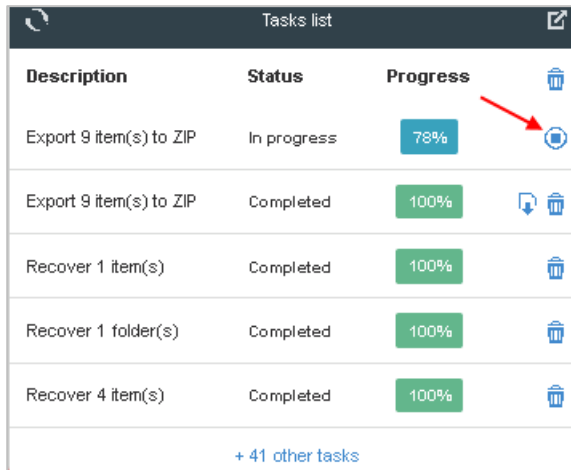 Tasks list
Description Status Progress
Export 9 item(s) to ZIP In progress 78%
Export 9 item(s) to ZIP Completed 100%
Recover 1 item(s) Completed 100%
Recover 1 folder(s) Completed 100%
Recover 4 item(s) Completed 100%
+ 41 other tasks